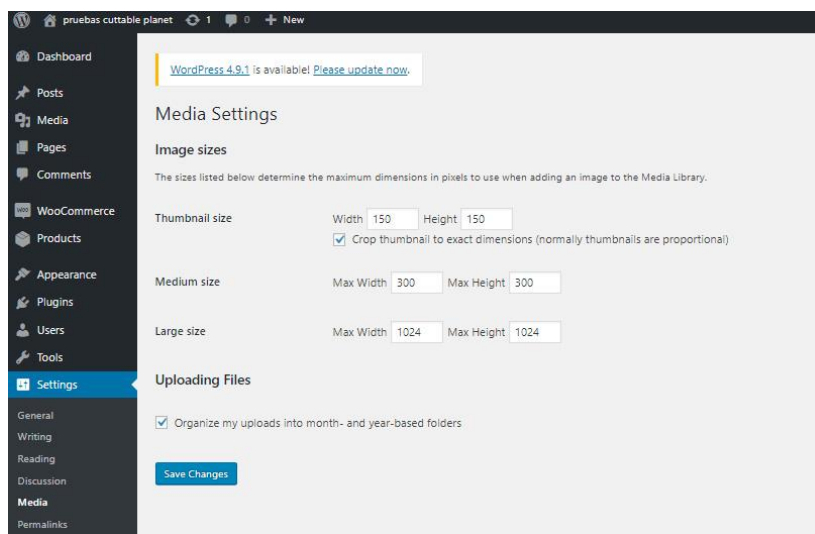 pruebas cuttable planet 1 0 + New
Dashboard
Posts
Media
Pages
Comments
WooCommerce
Products
Appearance
Plugins
Users
Tools
Settings
General
Writing
Reading
Discussion
Media
Permalinks
WordPress 4.9.1 is available! Please update now.
Media Settings
Image sizes
The sizes listed below determine the maximum dimensions in pixels to use when adding an image to the Media Library.
Thumbnail size Width 150 Height 150
Crop thumbnail to exact dimensions (normally thumbnails are proportional)
Medium size Max Width 300 Max Height 300
Large size Max Width 1024 Max Height 1024
Uploading Files
Organize my uploads into month- and year-based folders
Save Changes